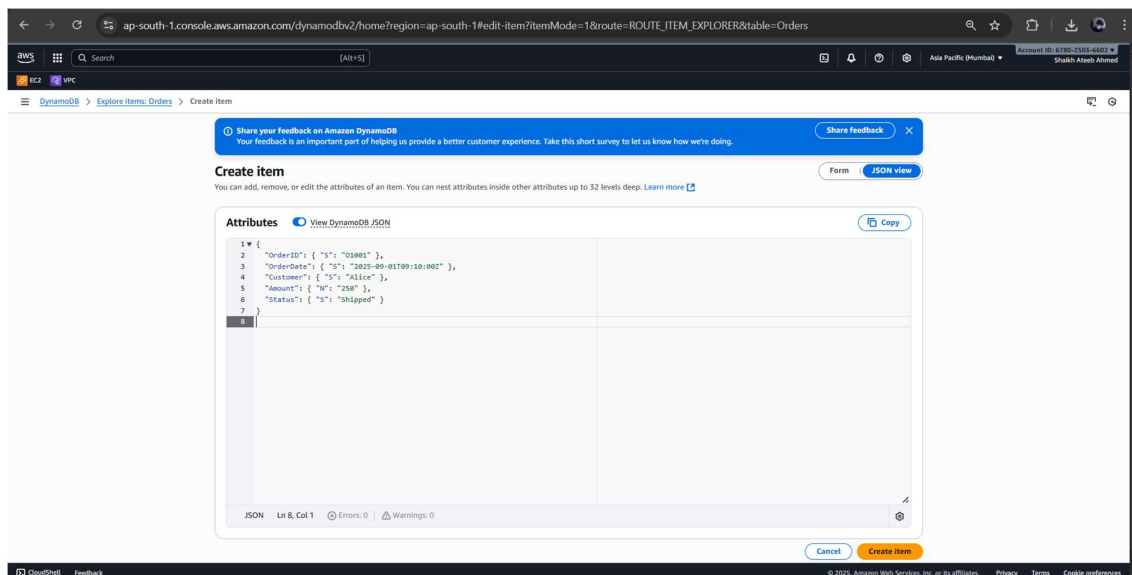 ap-south-1.console.aws.amazon.com/dynamodbv2/home?region=ap-south-1#edit-item?itemMode=1&route=ROUTE_ITEM_EXPLORER&table=Orders
aws
Search
[Alt+S]
Asia Pacific (Mumbai)
Account ID: 6780-2503-6602
Shaikh Ateeb Ahmed
EC2 VPC
DynamoDB > Explore items: Orders > Create item
Share your feedback on Amazon DynamoDB
Your feedback is an important part of helping us provide a better customer experience. Take this short survey to let us know how we're doing.
Share feedback
Create item
Form
JSON view
You can add, remove, or edit the attributes of an item. You can nest attributes inside other attributes up to 32 levels deep. Learn more
Attributes
View DynamoDB JSON
Copy
1 {
2 "OrderID": { "S": "O1001" },
3 "OrderDate": { "S": "2025-09-01T09:10:00Z" },
4 "Customer": { "S": "Alice" },
5 "Amount": { "N": "250" },
6 "Status": { "S": "Shipped" }
7 }
8
JSON Ln 8, Col 1 Errors: 0 Warnings: 0
Cancel
Create item
CloudShell Feedback
© 2025, Amazon Web Services, Inc. or its affiliates. Privacy Terms Cookie preferences